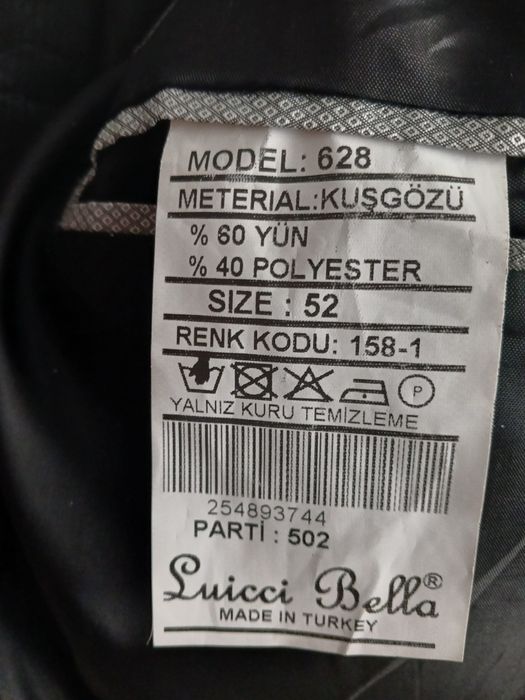 MODEL: 628
METERIAL:KUŞGÖZÜ
% 60 YÜN
% 40 POLYESTER
SIZE : 52
RENK KODU: 158-1
P
YALNIZ KURU TEMİZLEME
254893744
PARTİ : 502
Luicci Bella®
MADE IN TURKEY